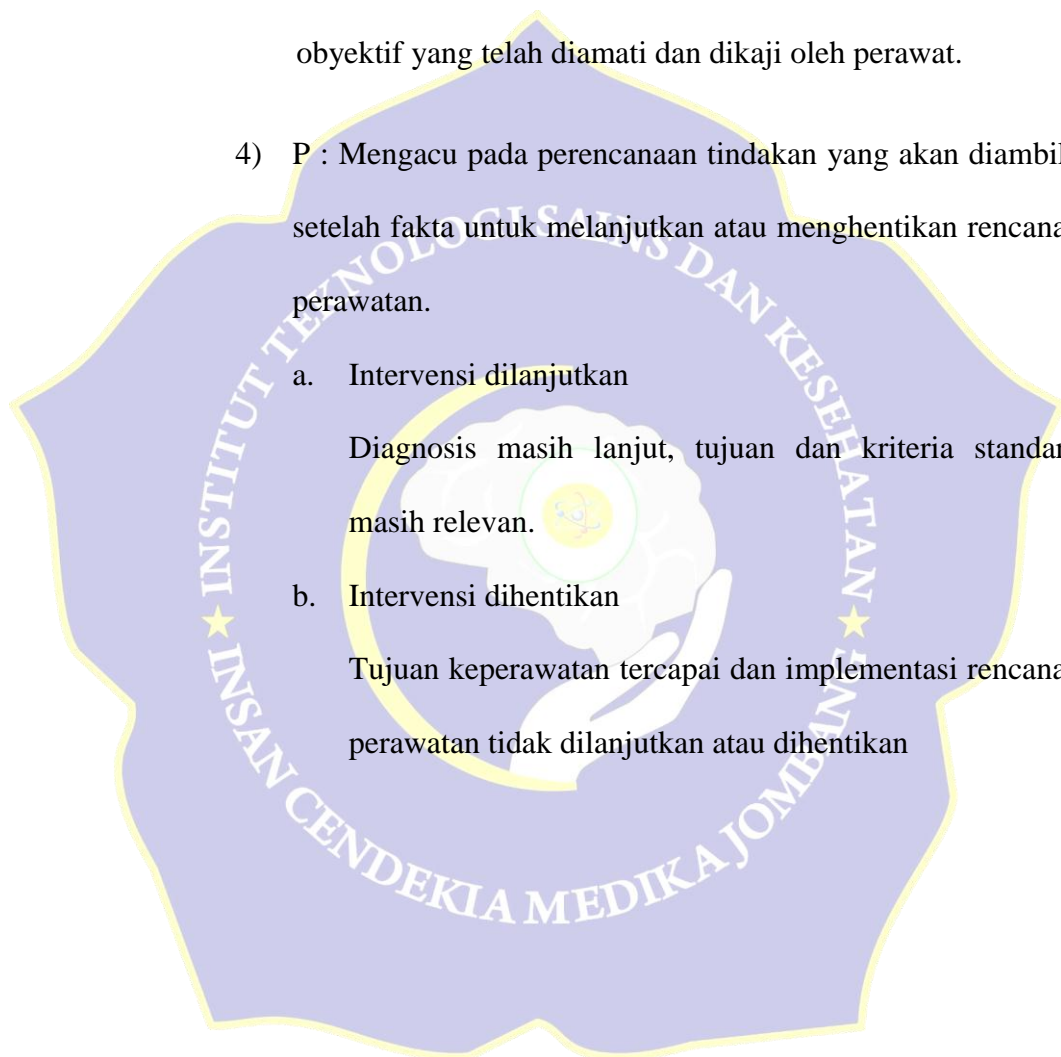 obyektif yang telah diamati dan dikaji oleh perawat.
4) P : Mengacu pada perencanaan tindakan yang akan diambil
setelah fakta untuk melanjutkan atau menghentikan rencana
perawatan.
a. Intervensi dilanjutkan
Diagnosis masih lanjut, tujuan dan kriteria standar
masih relevan.
b. Intervensi dihentikan
Tujuan keperawatan tercapai dan implementasi rencana
perawatan tidak dilanjutkan atau dihentikan
INSTITUT TEKNOLOGI SAINS DAN KESEHATAN
INSAN CENDEKIA MEDIKA JOMBANG